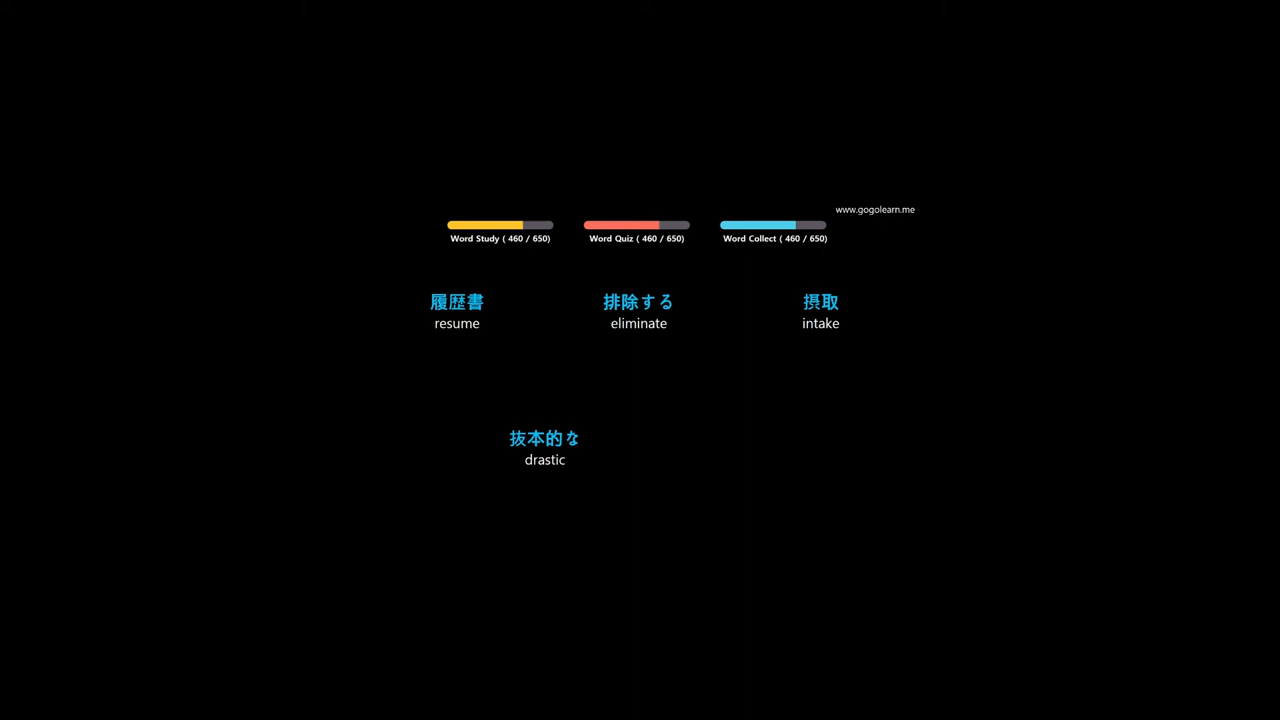 www.gogolearn.me
Word Study ( 460 / 650)
Word Quiz ( 460 / 650)
Word Collect ( 460 / 650)
履歴書
resume
排除する
eliminate
摂取
intake
抜本的な
drastic